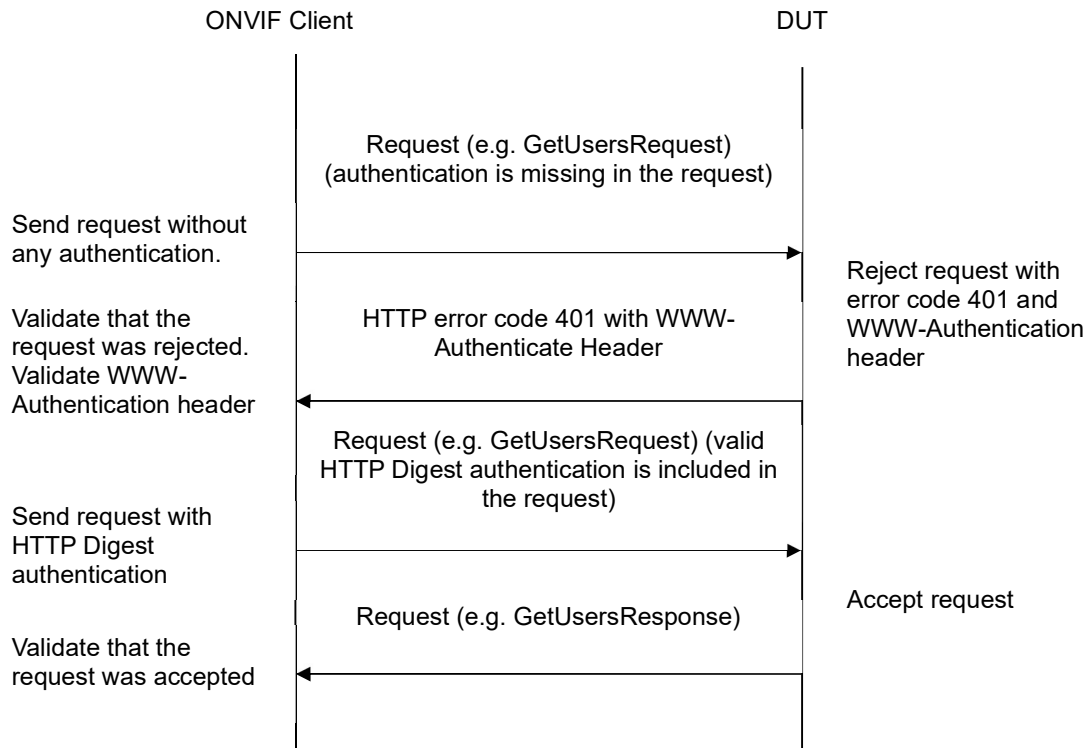 ONVIF Client
DUT
Request (e.g. GetUsersRequest)
(authentication is missing in the request)
Send request without
any authentication.
Reject request with
error code 401 and
WWW-Authentication
header
HTTP error code 401 with WWW-
Authenticate Header
Validate that the
request was rejected.
Validate WWW-
Authentication header
Request (e.g. GetUsersRequest) (valid
HTTP Digest authentication is included in
the request)
Send request with
HTTP Digest
authentication
Accept request
Request (e.g. GetUsersResponse)
Validate that the
request was accepted